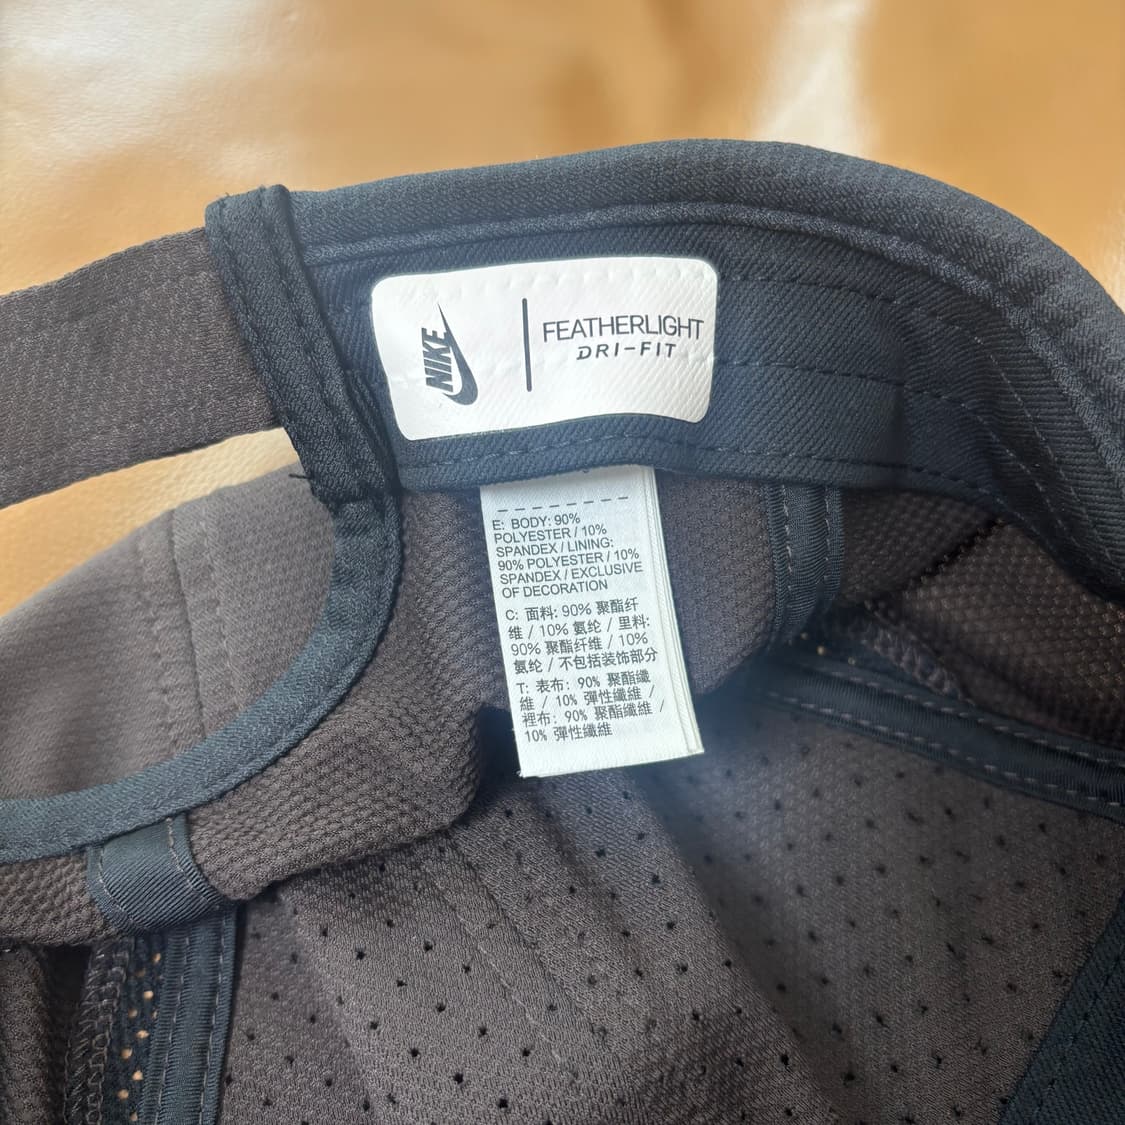 NIKE
FEATHERLIGHT
DRI-FIT
E: BODY: 90%
POLYESTER / 10%
SPANDEX / LINING:
90% POLYESTER / 10%
SPANDEX / EXCLUSIVE
OF DECORATION
C: 面料: 90% 聚酯纤
维 / 10% 氨纶 / 里料:
90% 聚酯纤维 / 10%
氨纶 / 不包括装饰部分
T: 表布: 90% 聚酯纖
維 / 10% 彈性纖維 /
裡布: 90% 聚酯纖維 /
10% 彈性纖維